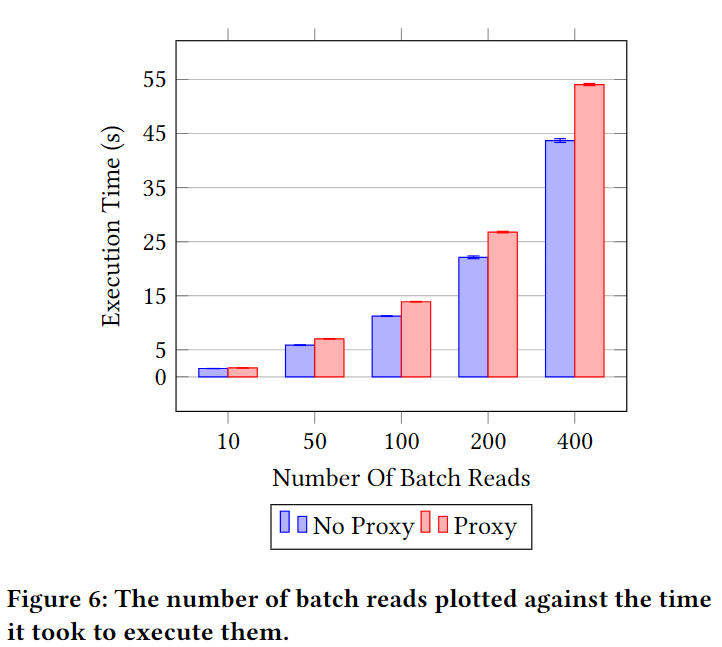 Execution Time (s)
55
45
35
25
15
5
0
10 50 100 200 400
Number Of Batch Reads
No Proxy Proxy
Figure 6: The number of batch reads plotted against the time
it took to execute them.